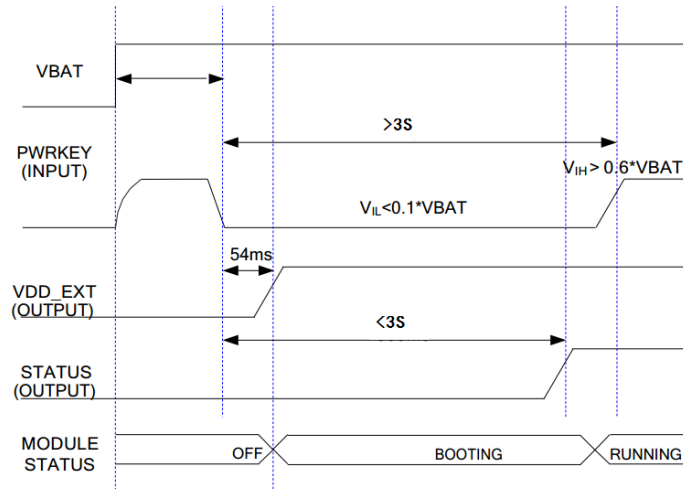 VBAT
>3S
PWRKEY
(INPUT)
VIH> 0.6*VBAT
VIL<0.1*VBAT
54ms
VDD_EXT
(OUTPUT)
<3S
STATUS
(OUTPUT)
MODULE
STATUS
OFF
BOOTING
RUNNING